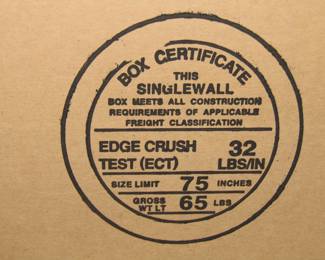 BOX CERTIFICATE
THIS
SINGLEWALL
BOX MEETS ALL CONSTRUCTION
REQUIREMENTS OF APPLICABLE
FREIGHT CLASSIFICATION
EDGE CRUSH 32
TEST (ECT) LBS/IN
SIZE LIMIT 75 INCHES
GROSS
WT LT 65 LBS